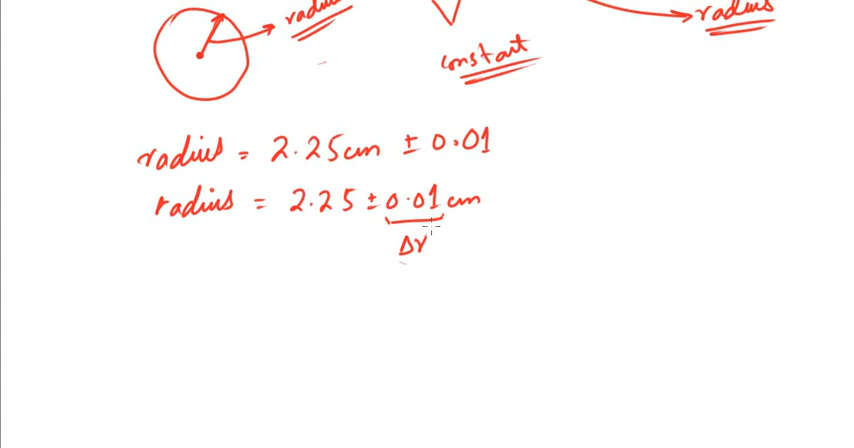 radius
radius
constant
radius = 2.25cm ± 0.01
radius = 2.25 ± 0.01 cm
Δr